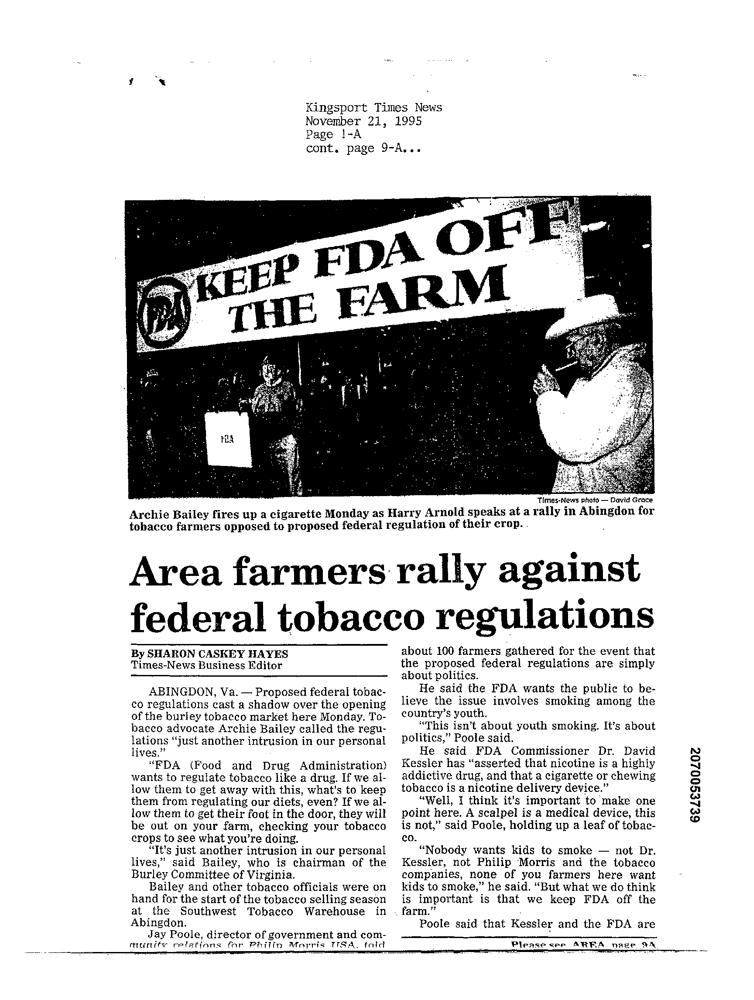 Kingsport Times News
November 21, 1995
Page 1-A
cont. page 9-A...
KEEP FDA OFF
THE FARM
FDA
FDA
Times-News photo — David Grace
Archie Bailey fires up a cigarette Monday as Harry Arnold speaks at a rally in Abingdon for
tobacco farmers opposed to proposed federal regulation of their crop.
Area farmers rally against
federal tobacco regulations
By SHARON CASKEY HAYES
Times-News Business Editor
ABINGDON, Va. — Proposed federal tobac-
co regulations cast a shadow over the opening
of the burley tobacco market here Monday. To-
bacco advocate Archie Bailey called the regu-
lations “just another intrusion in our personal
lives.”
“FDA (Food and Drug Administration)
wants to regulate tobacco like a drug. If we al-
low them to get away with this, what's to keep
them from regulating our diets, even? If we al-
low them to get their foot in the door, they will
be out on your farm, checking your tobacco
crops to see what you're doing.
“It's just another intrusion in our personal
lives,” said Bailey, who is chairman of the
Burley Committee of Virginia.
Bailey and other tobacco officials were on
hand for the start of the tobacco selling season
at the Southwest Tobacco Warehouse in
Abingdon.
Jay Poole, director of government and com-
munity relations for Philip Morris USA, told
about 100 farmers gathered for the event that
the proposed federal regulations are simply
about politics.
He said the FDA wants the public to be-
lieve the issue involves smoking among the
country's youth.
“This isn't about youth smoking. It's about
politics,” Poole said.
He said FDA Commissioner Dr. David
Kessler has “asserted that nicotine is a highly
addictive drug, and that a cigarette or chewing
tobacco is a nicotine delivery device.”
“Well, I think it's important to make one
point here. A scalpel is a medical device, this
is not,” said Poole, holding up a leaf of tobac-
co.
“Nobody wants kids to smoke — not Dr.
Kessler, not Philip Morris and the tobacco
companies, none of you farmers here want
kids to smoke,” he said. “But what we do think
is important is that we keep FDA off the
farm.”
Poole said that Kessler and the FDA are
Please see AREA page 9A
2070053739